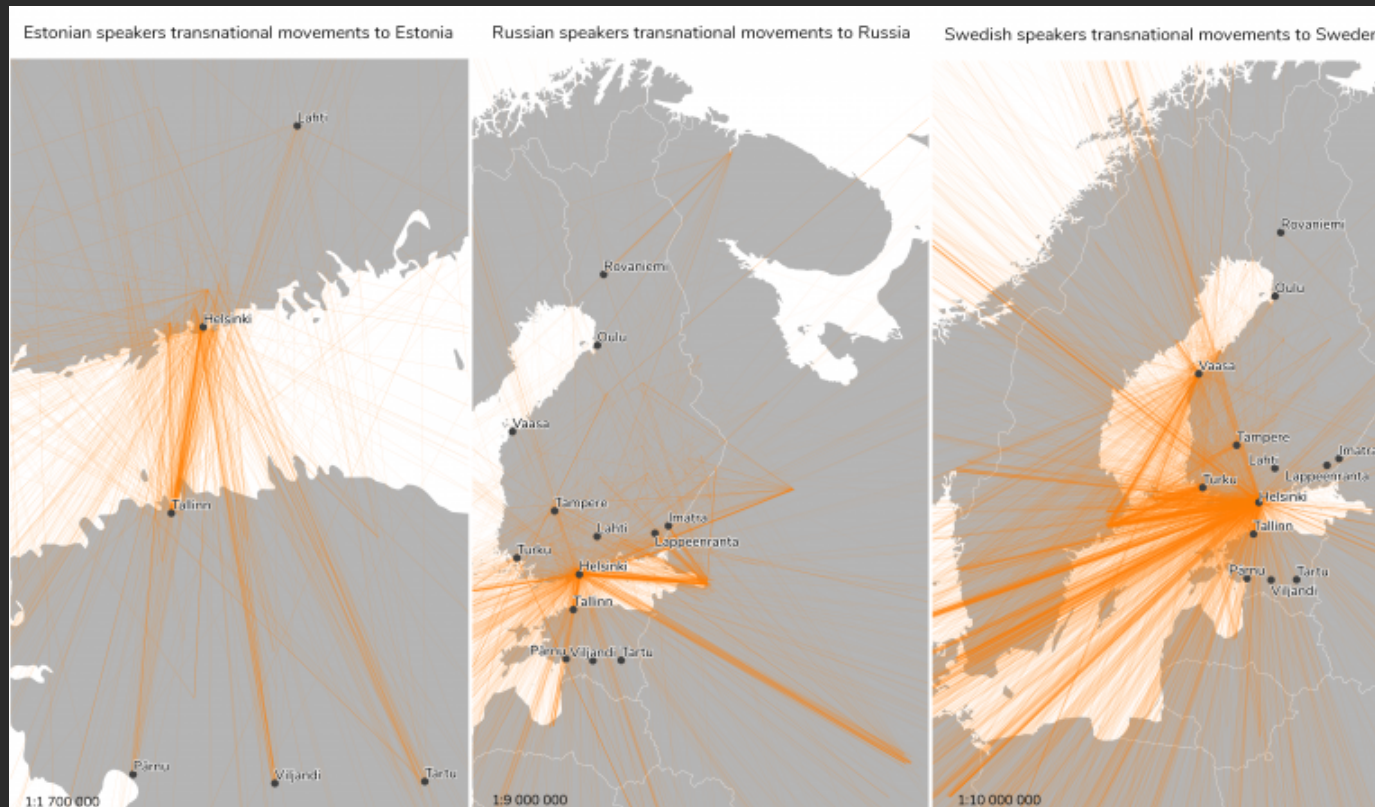 Estonian speakers transnational movements to Estonia
Lahti
Helsinki
Tallinn
Pärnu
Viljandi
Tartu
1:1 700 000
Russian speakers transnational movements to Russia
Rovaniemi
Oulu
Vaasa
Tampere
Lahti
Imatra
Lappeenranta
Turku
Helsinki
Tallinn
Pärnu Viljandi Tartu
1:9 000 000
Swedish speakers transnational movements to Sweden
Rovaniemi
Oulu
Vaasa
Tampere
Lahti
Imatra
Lappeenranta
Turku
Helsinki
Tallinn
Pärnu
Tartu
Viljandi
1:10 000 000